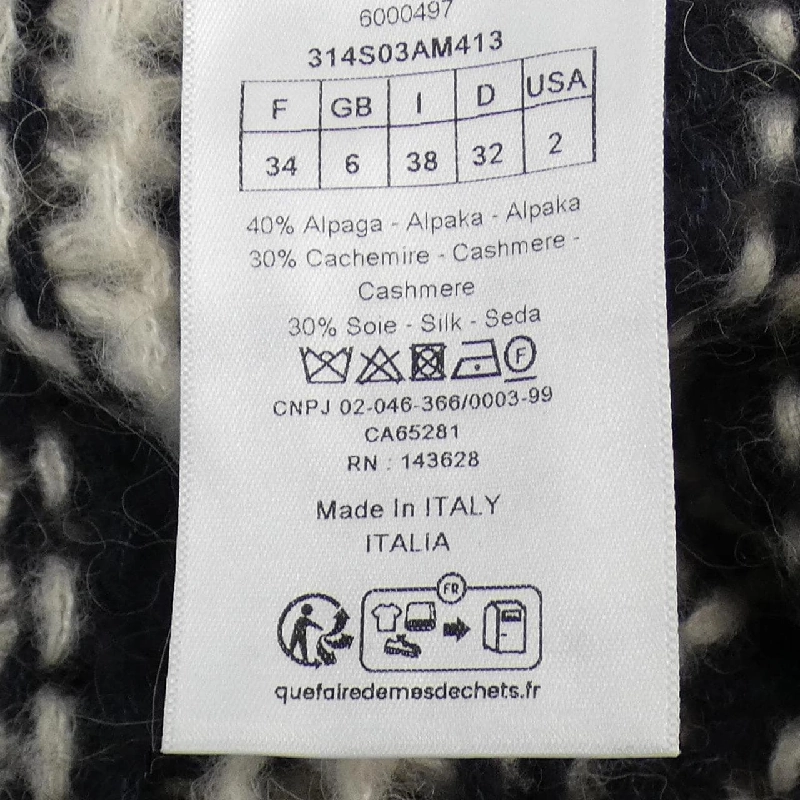 6000497
314S03AM413
F GB I D USA
34 6 38 32 2
40% Alpaga - Alpaka - Alpaka
30% Cachemire - Cashmere -
Cashmere
30% Soie - Silk - Seda
F
CNPJ 02-046-366/0003-99
CA65281
RN : 143628
Made In ITALY
ITALIA
FR
quefairedemesdechets.fr